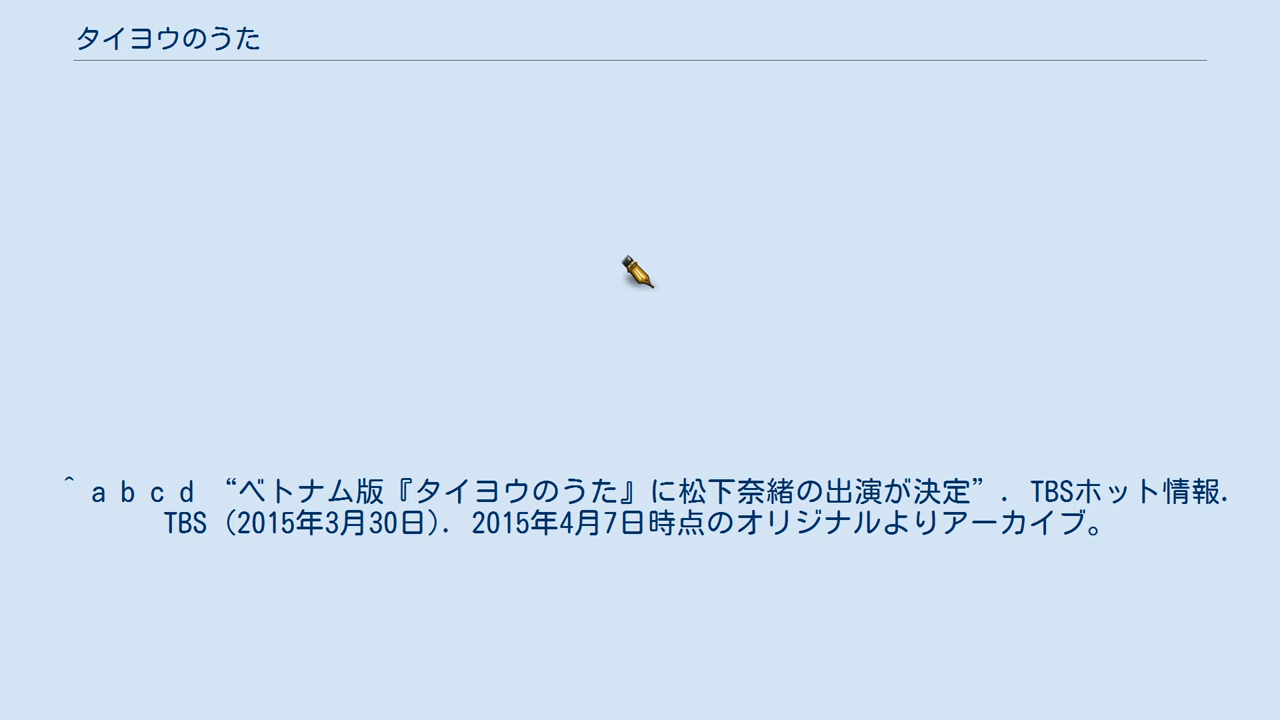 タイヨウのうた
^ a b c d “ベトナム版『タイヨウのうた』に松下奈緒の出演が決定”. TBSホット情報.
TBS (2015年3月30日). 2015年4月7日時点のオリジナルよりアーカイブ。